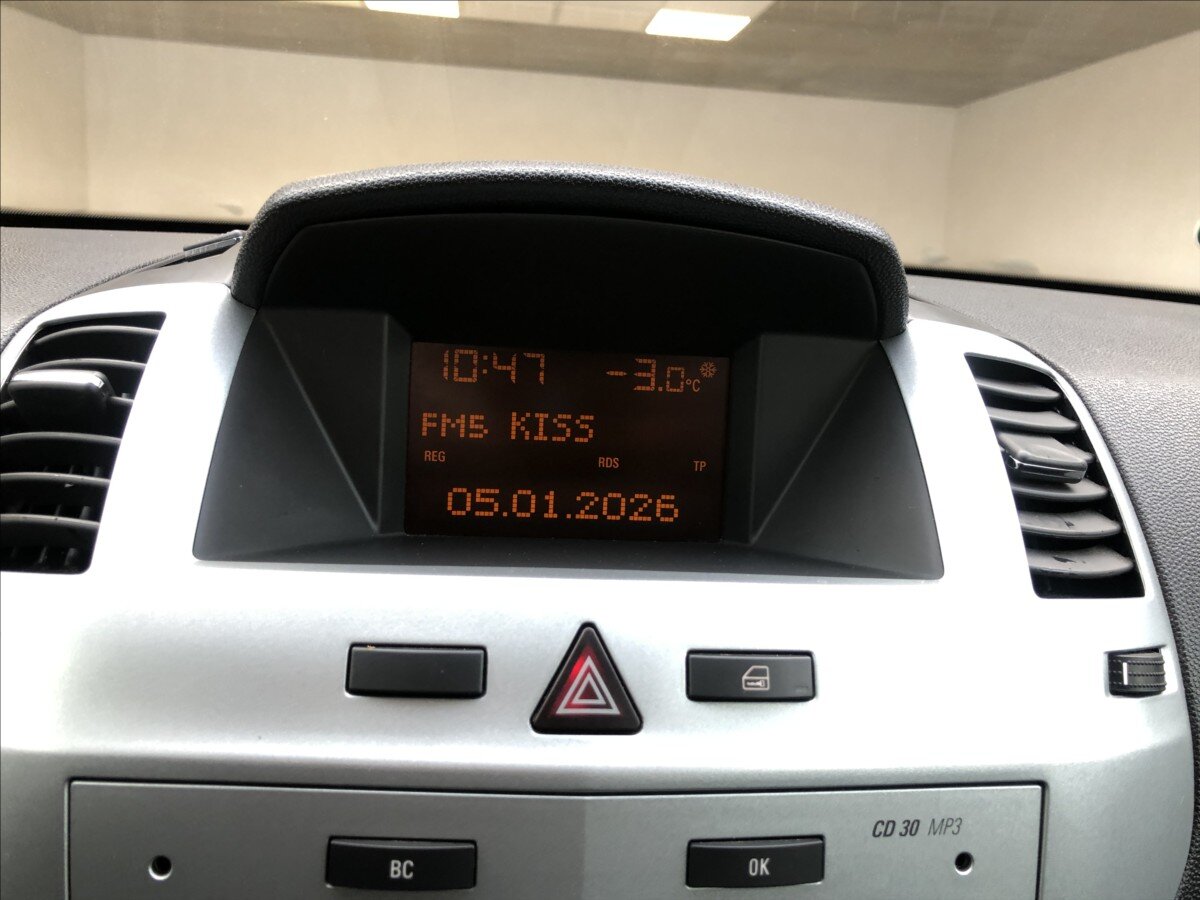 10:47 -3.0°C
FM5 KISS
REG RDS TP
05.01.2026
CD 30 MP3
BC OK